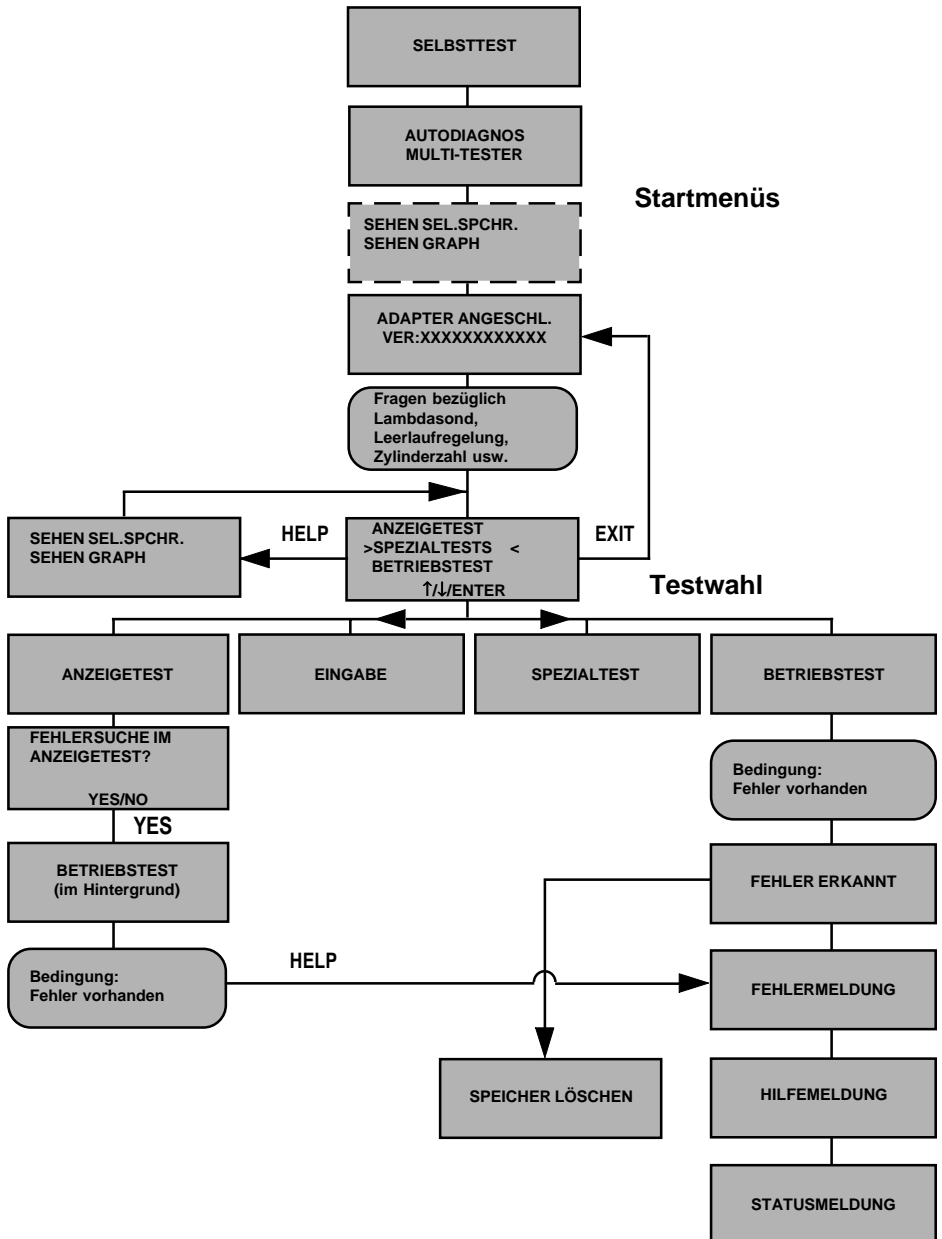 SELBSTTEST
AUTODIAGNOS
MULTI-TESTER
Startmenüs
SEHEN SEL.SPCHR.
SEHEN GRAPH
ADAPTER ANGESCHL.
VER:XXXXXXXXXXXX
Fragen bezüglich
Lambdasond,
Leerlaufregelung,
Zylinderzahl usw.
SEHEN SEL.SPCHR.
SEHEN GRAPH
HELP
ANZEIGETEST
>SPEZIALTESTS <
BETRIEBSTEST
↑/↓/ENTER
EXIT
Testwahl
ANZEIGETEST
EINGABE
SPEZIALTEST
BETRIEBSTEST
FEHLERSUCHE IM
ANZEIGETEST?
YES/NO
YES
Bedingung:
Fehler vorhanden
BETRIEBSTEST
(im Hintergrund)
FEHLER ERKANNT
Bedingung:
Fehler vorhanden
HELP
FEHLERMELDUNG
SPEICHER LÖSCHEN
HILFEMELDUNG
STATUSMELDUNG